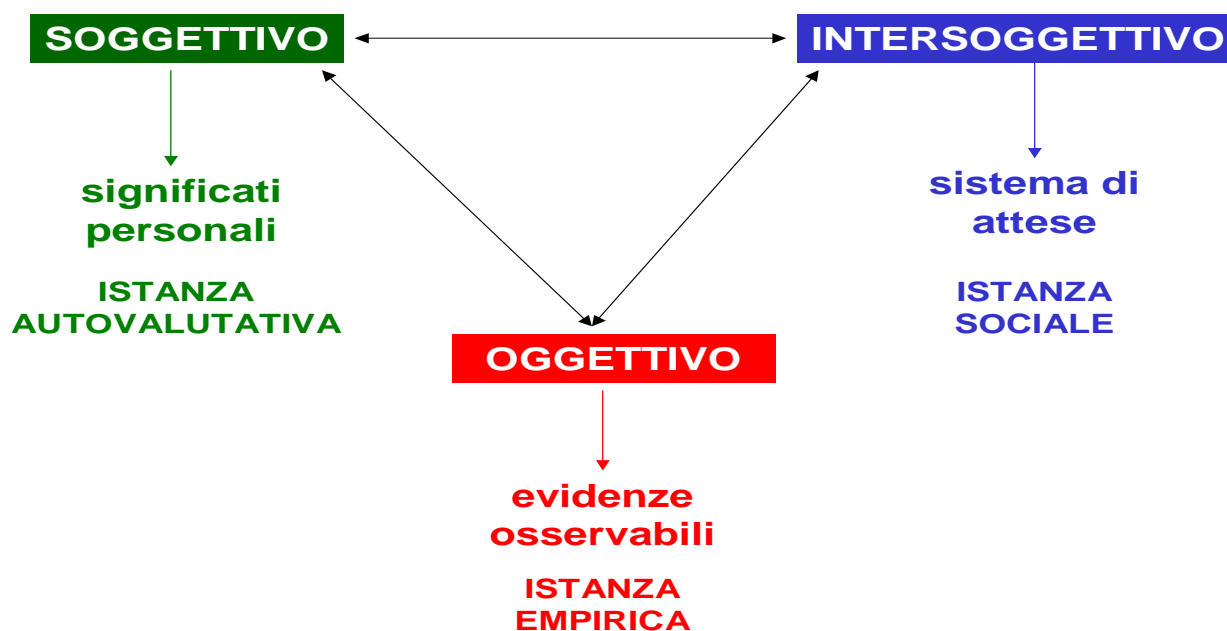 SOGGETTIVO
INTERSOGGETTIVO
significati
personali
ISTANZA
AUTOVALUTATIVA
sistema di
attese
ISTANZA
SOCIALE
OGGETTIVO
evidenze
osservabili
ISTANZA
EMPIRICA